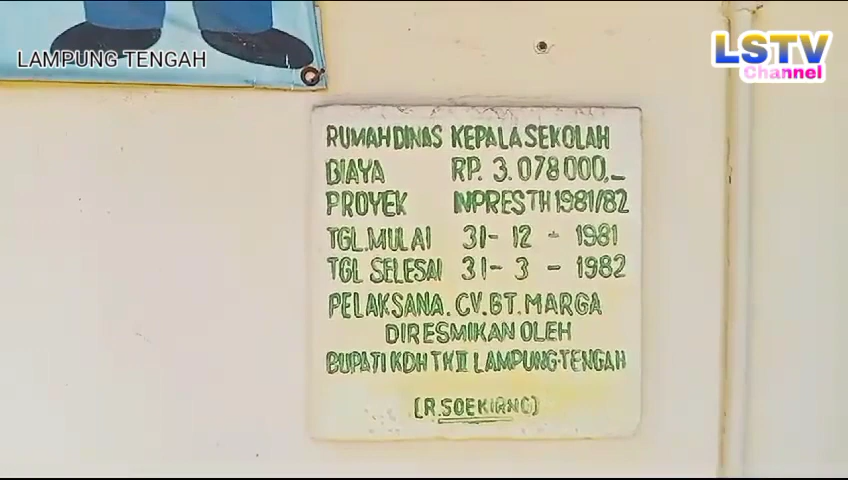 LAMPUNG TENGAH
LSTV
Channel
RUMAH DINAS KEPALA SEKOLAH
BIAYA RP. 3.078000,_
PROYEK INPRES TH 1981/82
TGL.MULAI 31- 12 - 1981
TGL SELESAI 31- 3 - 1982
PELAKSANA. CV.BT. MARGA
DIRESMIKAN OLEH
BUPATI KDH TK II LAMPUNG-TENGAH
(R.SOEKIRNO)